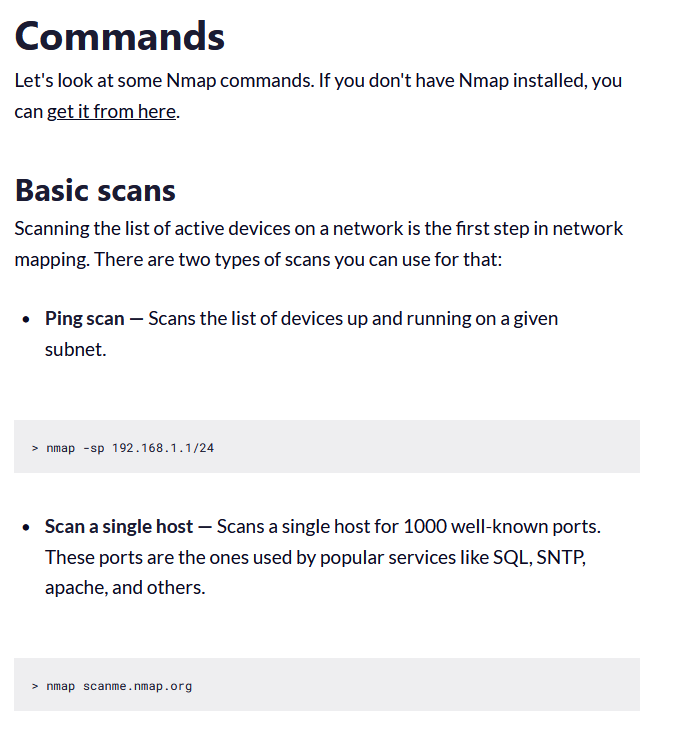 Commands
Let's look at some Nmap commands. If you don't have Nmap installed, you
can get it from here.
Basic scans
Scanning the list of active devices on a network is the first step in network
mapping. There are two types of scans you can use for that:
• Ping scan — Scans the list of devices up and running on a given
subnet.
> nmap -sp 192.168.1.1/24
• Scan a single host — Scans a single host for 1000 well-known ports.
These ports are the ones used by popular services like SQL, SNTP,
apache, and others.
> nmap scanme.nmap.org